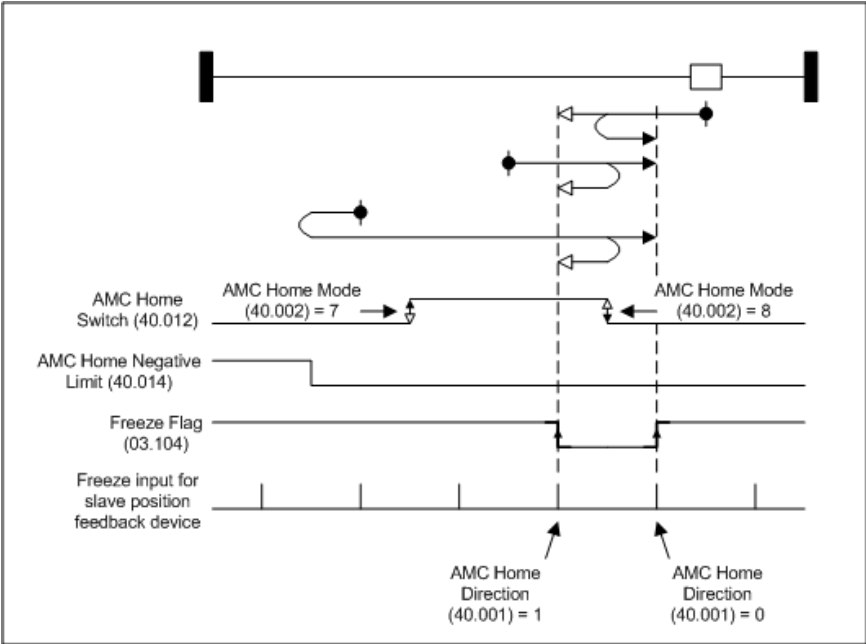 AMC Home
Switch (40.012)
AMC Home Mode
(40.002) = 7
AMC Home Mode
(40.002) = 8
AMC Home Negative
Limit (40.014)
Freeze Flag
(03.104)
Freeze input for
slave position
feedback device
AMC Home
Direction
(40.001) = 1
AMC Home
Direction
(40.001) = 0